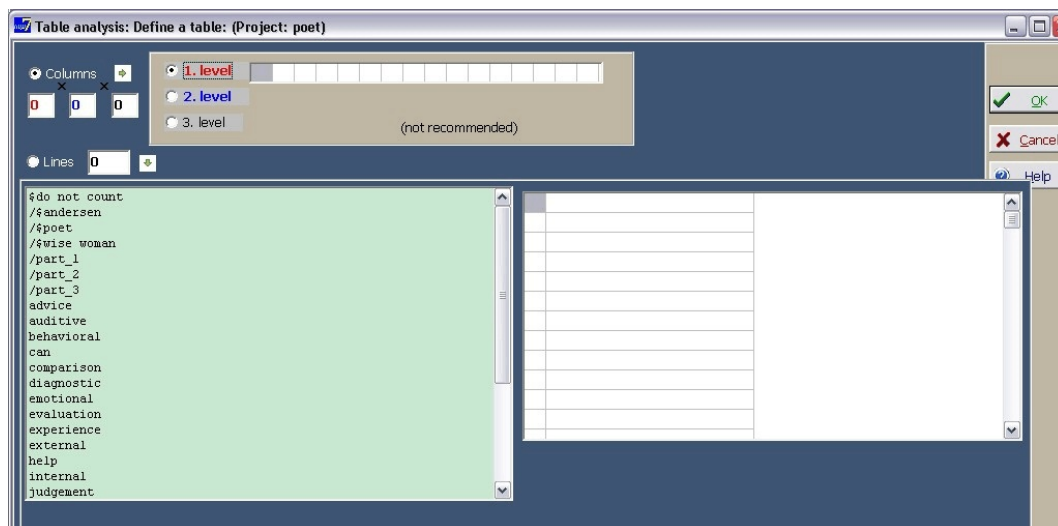 Table analysis: Define a table: (Project: poet)
Columns
0 × 0 × 0
1. level
2. level
3. level
(not recommended)
OK
Cancel
Help
Lines 0
$do not count
/$andersen
/$poet
/$wise woman
/part_1
/part_2
/part_3
advice
auditive
behavioral
can
comparison
diagnostic
emotional
evaluation
experience
external
help
internal
judgement